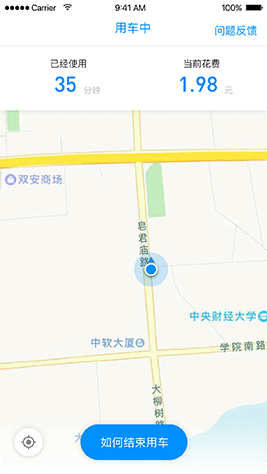 Carrier 9:41 AM 100%
用车中 问题反馈
已经使用 当前花费
35 分钟 1.98 元
双安商场
皂君庙路
中央财经大学
中软大厦
学院南路
大柳树路
如何结束用车